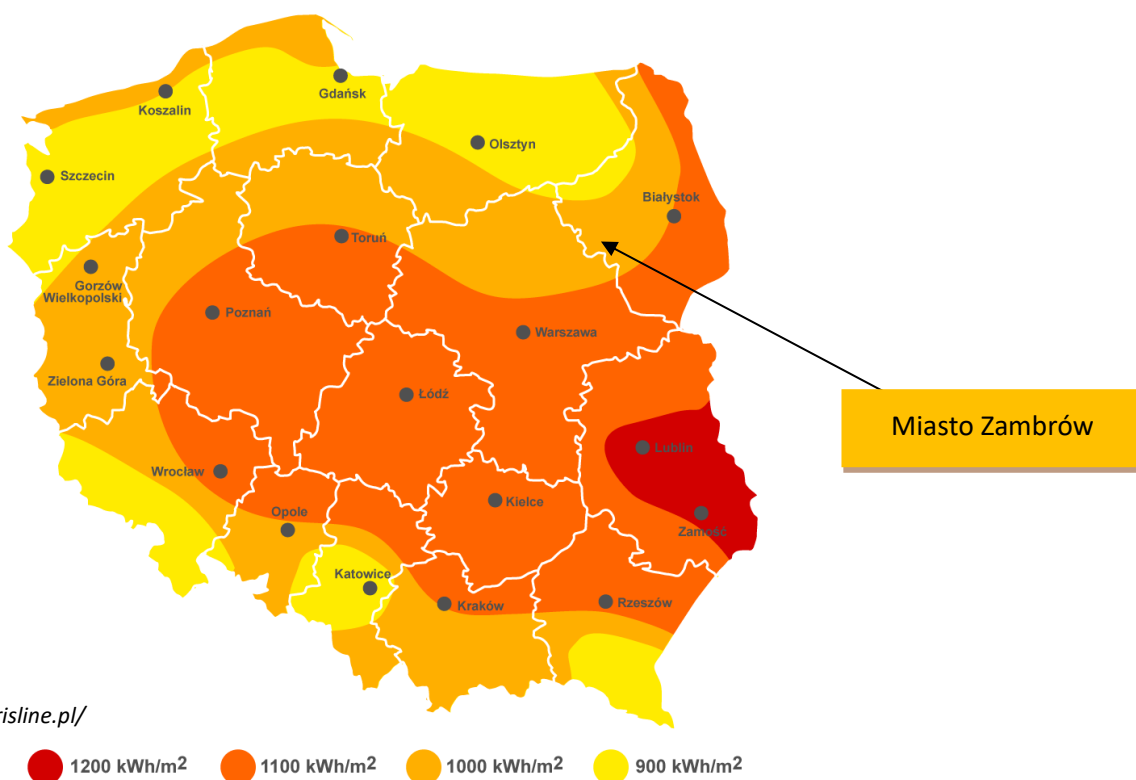 Gdańsk
Koszalin
Olsztyn
Szczecin
Białystok
Toruń
Gorzów
Wielkopolski
Poznań
Warszawa
Zielona Góra
Łódź
Miasto Zambrów
Lublin
Wrocław
Kielce
Opole
Zamość
Katowice
Kraków
Rzeszów
risline.pl/
1200 kWh/m2
1100 kWh/m2
1000 kWh/m2
900 kWh/m2